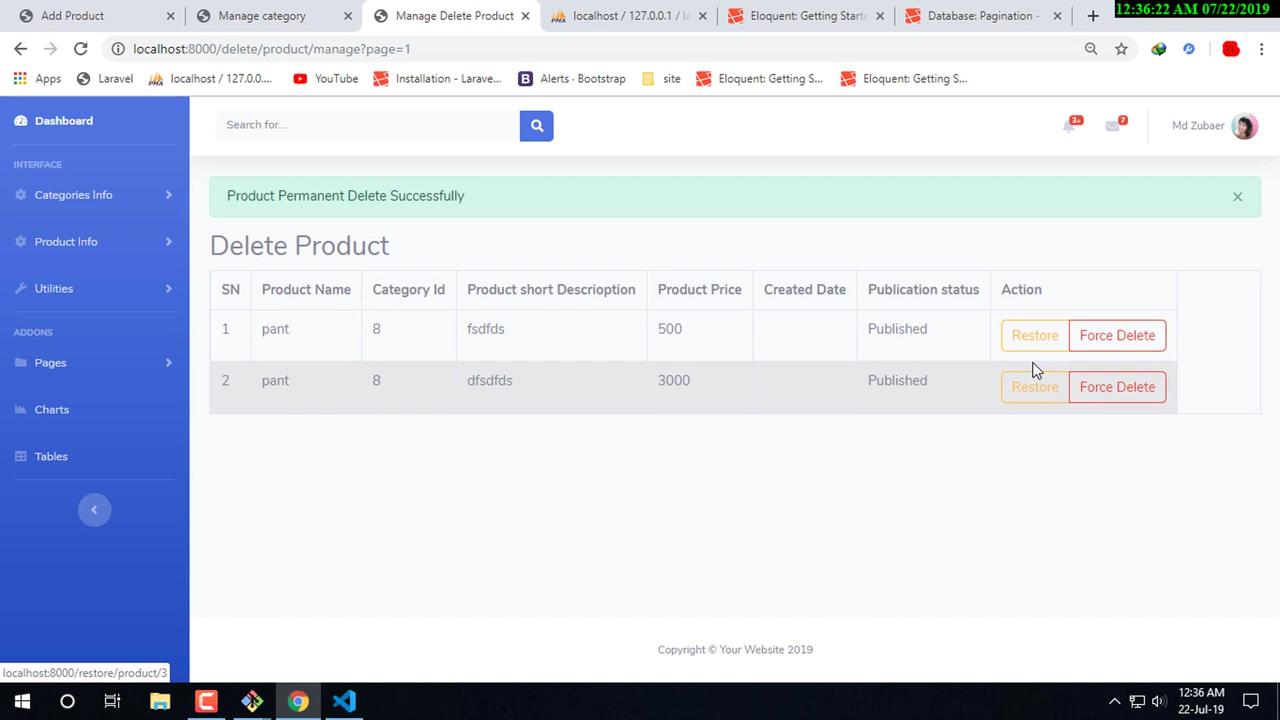 Add Product
Manage category
Manage Delete Product
localhost / 127.0.0.1 / la
Eloquent: Getting Starte
Database: Pagination -
12:36:22 AM 07/22/2019
localhost:8000/delete/product/manage?page=1
Apps
Laravel
localhost / 127.0.0....
YouTube
Installation - Larave...
Alerts · Bootstrap
site
Eloquent: Getting S...
Eloquent: Getting S...
Dashboard
Search for...
3+
7
Md Zubaer
INTERFACE
Categories Info
Product Info
Utilities
ADDONS
Pages
Charts
Tables
Product Permanent Delete Successfully
Delete Product
SN Product Name Category Id Product short Descrioption Product Price Created Date Publication status Action
1 pant 8 fsdfds 500 Published Restore Force Delete
2 pant 8 dfsdfds 3000 Published Restore Force Delete
Copyright © Your Website 2019
localhost:8000/restore/product/3
12:36 AM
22-Jul-19